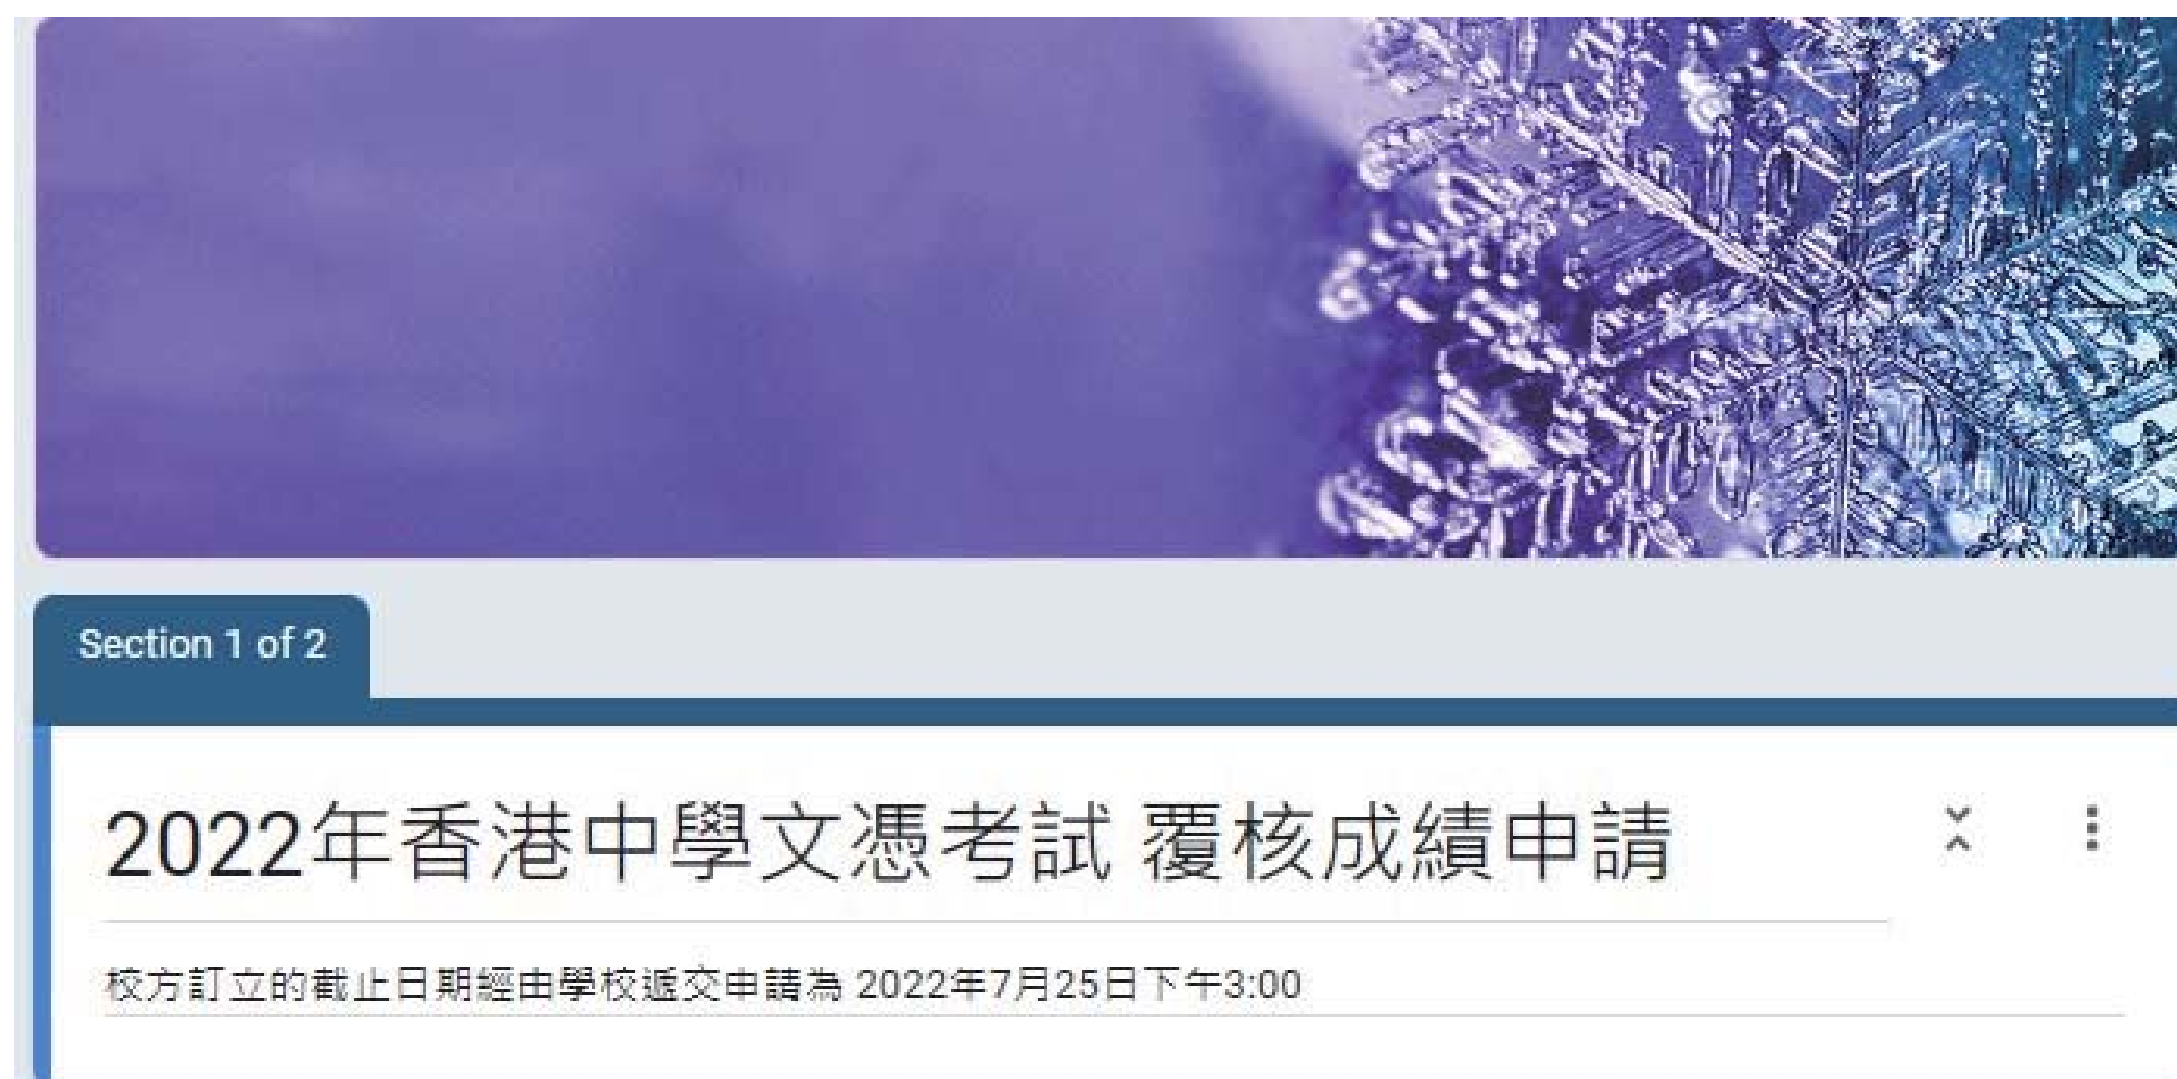 Section 1 of 2
2022年香港中學文憑考試 覆核成績申請
校方訂立的截止日期經由學校遞交申請為 2022年7月25日下午3:00